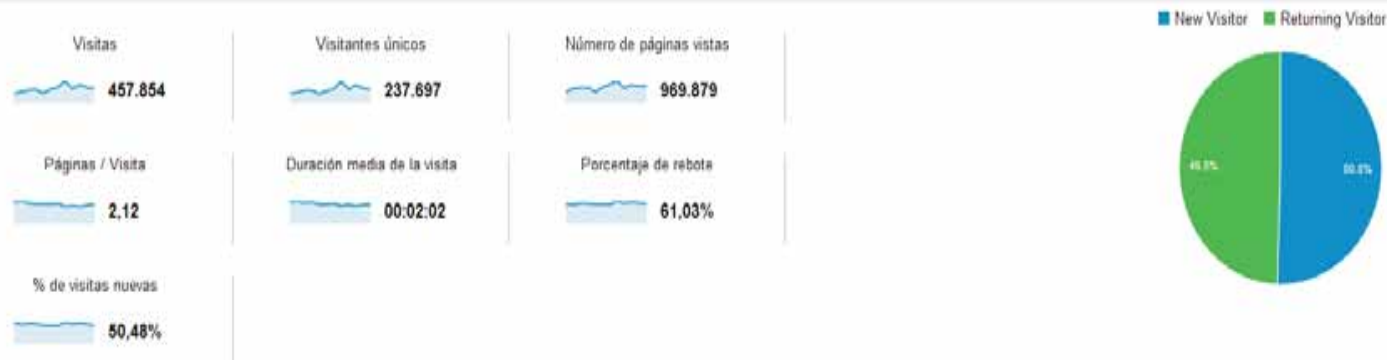 Visitas
457.854
Visitantes únicos
237.697
Número de páginas vistas
969.879
Páginas / Visita
2,12
Duración media de la visita
00:02:02
Porcentaje de rebote
61,03%
% de visitas nuevas
50,48%
New Visitor
Returning Visitor